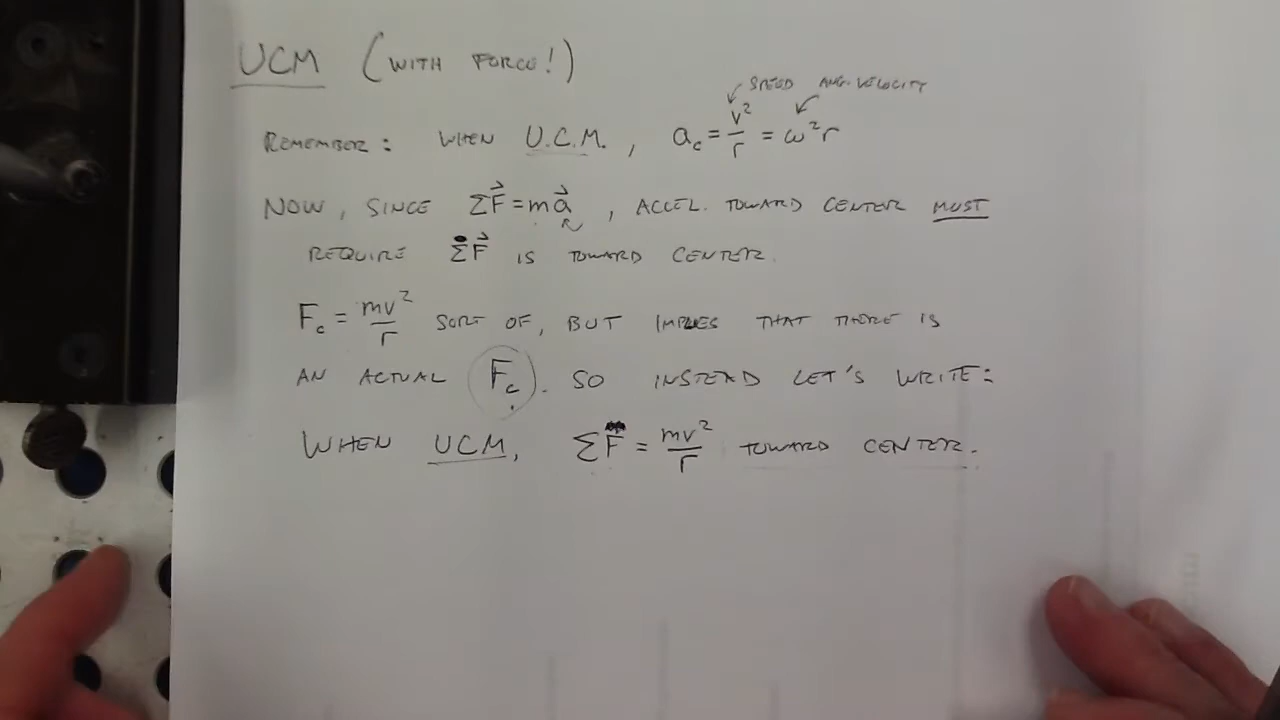 UCM (WITH FORCE!)
SPEED ANG. VELOCITY
REMEMBER: WHEN U.C.M., a_c = v²/r = ω²r
NOW, SINCE ΣF⃗ = ma⃗, ACCEL. TOWARD CENTER MUST
REQUIRE ΣF⃗ IS TOWARD CENTER.
F_c = mv²/r SORT OF, BUT IMPLIES THAT THERE IS
AN ACTUAL F_c. SO INSTEAD LET'S WRITE:
WHEN UCM, ΣF = mv²/r TOWARD CENTER.